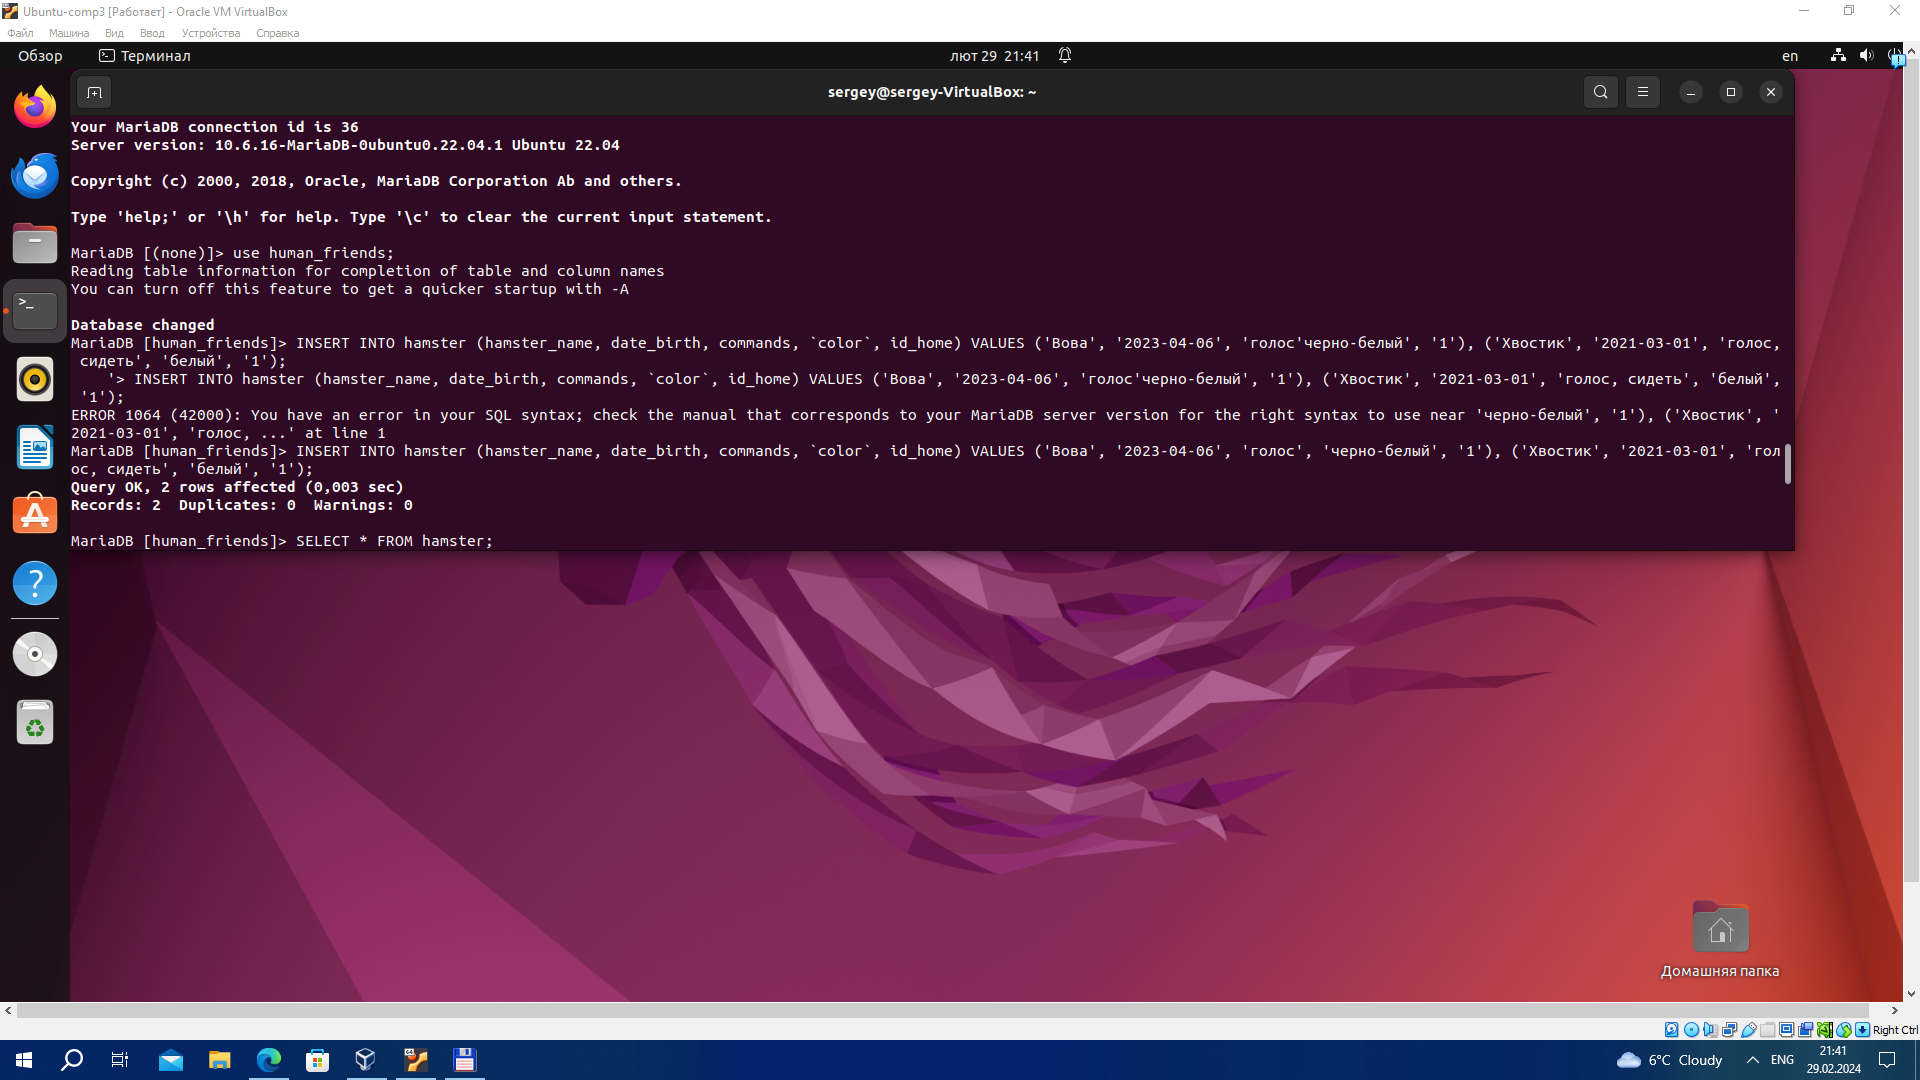 Ubuntu-comp3 [Работает] - Oracle VM VirtualBox
Файл Машина Вид Ввод Устройства Справка
Обзор Терминал лют 29 21:41 en
sergey@sergey-VirtualBox: ~
Your MariaDB connection id is 36
Server version: 10.6.16-MariaDB-0ubuntu0.22.04.1 Ubuntu 22.04
Copyright (c) 2000, 2018, Oracle, MariaDB Corporation Ab and others.
Type 'help;' or '\h' for help. Type '\c' to clear the current input statement.
MariaDB [(none)]> use human_friends;
Reading table information for completion of table and column names
You can turn off this feature to get a quicker startup with -A
Database changed
MariaDB [human_friends]> INSERT INTO hamster (hamster_name, date_birth, commands, `color`, id_home) VALUES ('Вова', '2023-04-06', 'голос'черно-белый', '1'), ('Хвостик', '2021-03-01', 'голос,
сидеть', 'белый', '1');
'> INSERT INTO hamster (hamster_name, date_birth, commands, `color`, id_home) VALUES ('Вова', '2023-04-06', 'голос'черно-белый', '1'), ('Хвостик', '2021-03-01', 'голос, сидеть', 'белый',
'1');
ERROR 1064 (42000): You have an error in your SQL syntax; check the manual that corresponds to your MariaDB server version for the right syntax to use near 'черно-белый', '1'), ('Хвостик', '
2021-03-01', 'голос, ...' at line 1
MariaDB [human_friends]> INSERT INTO hamster (hamster_name, date_birth, commands, `color`, id_home) VALUES ('Вова', '2023-04-06', 'голос', 'черно-белый', '1'), ('Хвостик', '2021-03-01', 'гол
ос, сидеть', 'белый', '1');
Query OK, 2 rows affected (0,003 sec)
Records: 2  Duplicates: 0  Warnings: 0
MariaDB [human_friends]> SELECT * FROM hamster;
Домашняя папка
Right Ctrl
6°C Cloudy ENG 21:41
29.02.2024